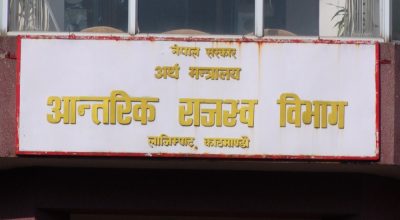 नेपाल सरकार
अर्थ मन्त्रालय
आन्तरिक राजस्व विभाग
लाजिम्पाट, काठमाण्डौ